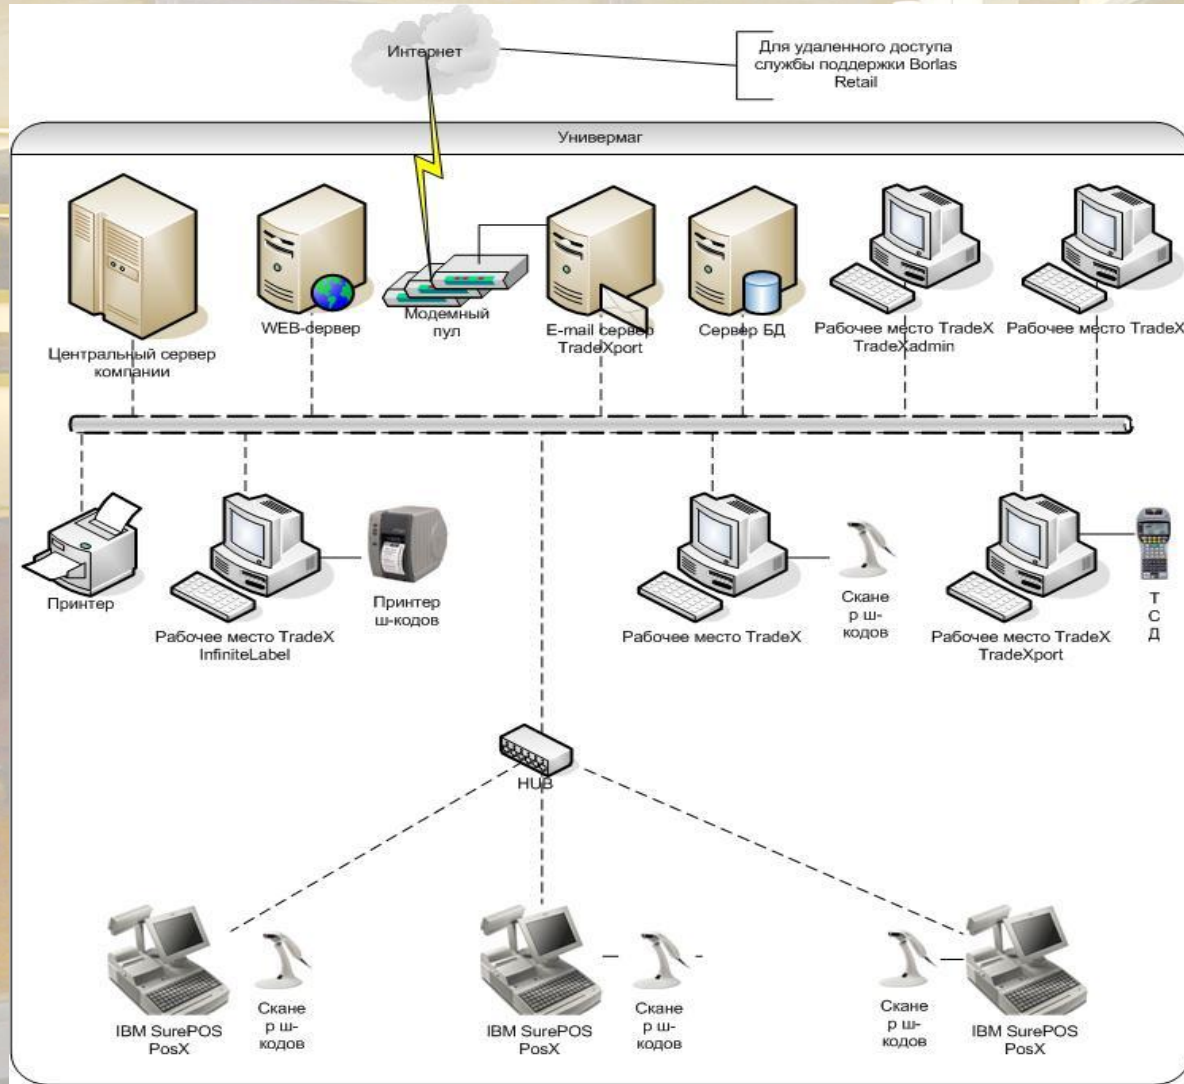 Интернет
Для удаленного доступа
службы поддержки Borlas
Retail
Универмаг
Центральный сервер
компании
WEB-dервер
Модемный
пул
E-mail сервер
TradeXport
Сервер БД
Рабочее место TradeX
TradeXadmin
Рабочее место TradeX
Принтер
Рабочее место TradeX
InfiniteLabel
Принтер
ш-кодов
Рабочее место TradeX
Скане
р ш-
кодов
Рабочее место TradeX
TradeXport
Т
С
Д
HUB
IBM SurePOS
PosX
Скане
р ш-
кодов
IBM SurePOS
PosX
Скане
р ш-
кодов
Скане
р ш-
кодов
IBM SurePOS
PosX